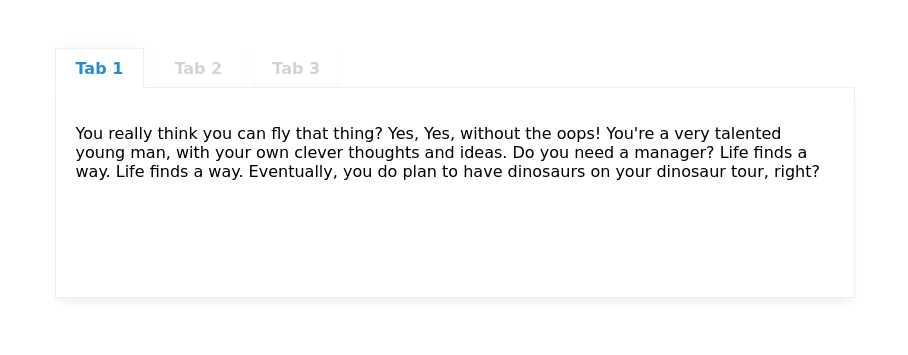 Tab 1 Tab 2 Tab 3
You really think you can fly that thing? Yes, Yes, without the oops! You're a very talented
young man, with your own clever thoughts and ideas. Do you need a manager? Life finds a
way. Life finds a way. Eventually, you do plan to have dinosaurs on your dinosaur tour, right?